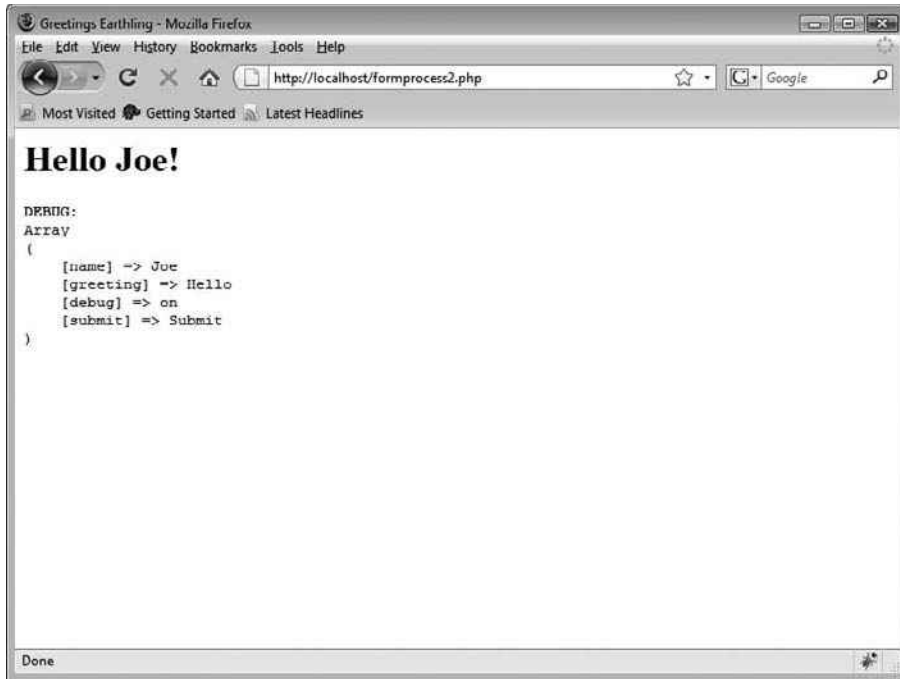 Greetings Earthling - Mozilla Firefox
File Edit View History Bookmarks Tools Help
http://localhost/formprocess2.php
G Google
Most Visited Getting Started Latest Headlines
Hello Joe!
DEBUG:
Array
(
[name] => Joe
[greeting] => Hello
[debug] => on
[submit] => Submit
)
Done